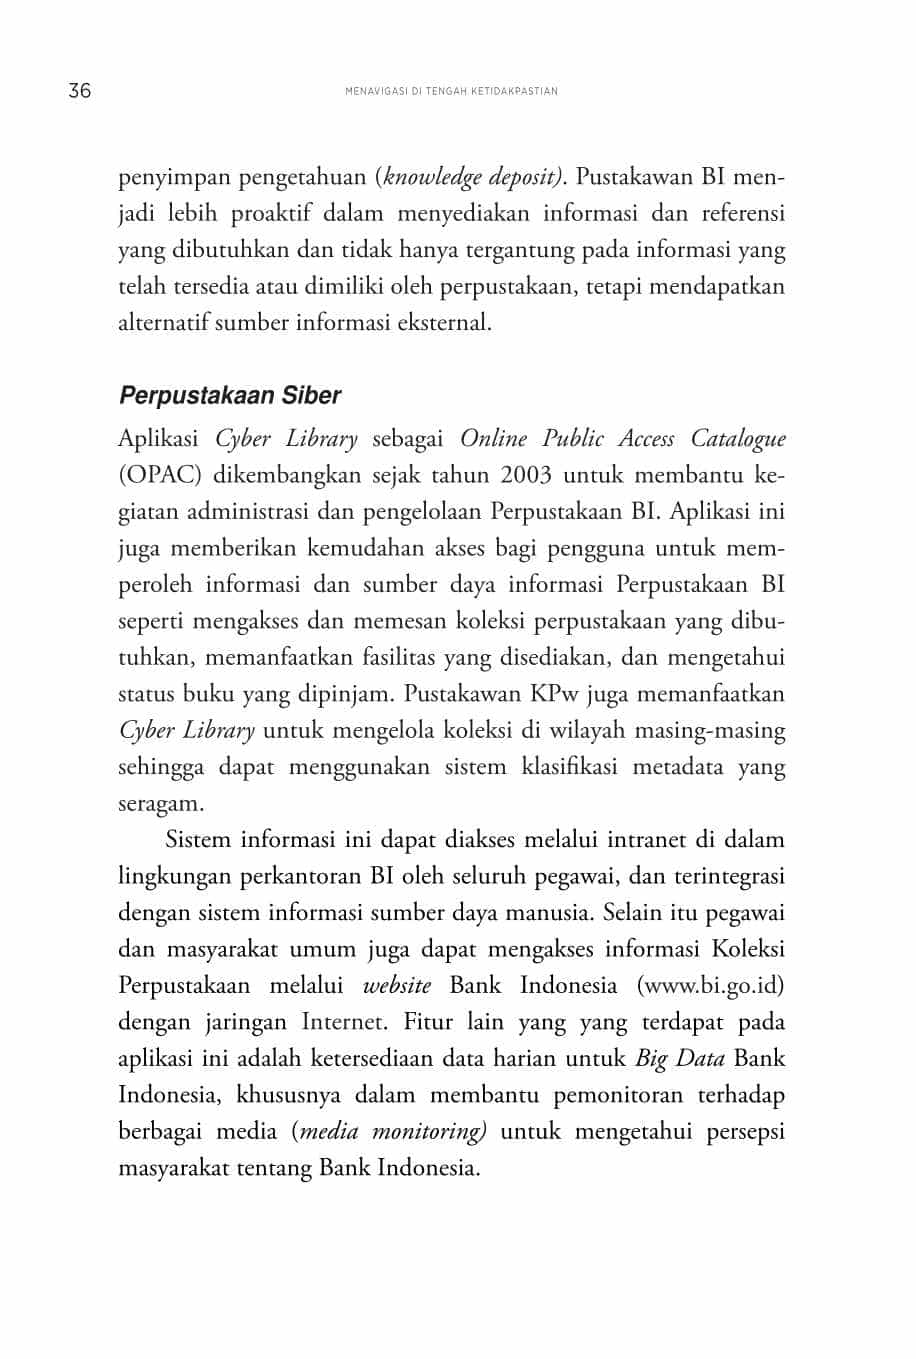 36
MENAVIGASI DI TENGAH KETIDAKPASTIAN
penyimpan pengetahuan (knowledge deposit). Pustakawan BI men-
jadi lebih proaktif dalam menyediakan informasi dan referensi
yang dibutuhkan dan tidak hanya tergantung pada informasi yang
telah tersedia atau dimiliki oleh perpustakaan, tetapi mendapatkan
alternatif sumber informasi eksternal.
Perpustakaan Siber
Aplikasi Cyber Library sebagai Online Public Access Catalogue
(OPAC) dikembangkan sejak tahun 2003 untuk membantu ke-
giatan administrasi dan pengelolaan Perpustakaan BI. Aplikasi ini
juga memberikan kemudahan akses bagi pengguna untuk mem-
peroleh informasi dan sumber daya informasi Perpustakaan BI
seperti mengakses dan memesan koleksi perpustakaan yang dibu-
tuhkan, memanfaatkan fasilitas yang disediakan, dan mengetahui
status buku yang dipinjam. Pustakawan KPw juga memanfaatkan
Cyber Library untuk mengelola koleksi di wilayah masing-masing
sehingga dapat menggunakan sistem klasifikasi metadata yang
seragam.
Sistem informasi ini dapat diakses melalui intranet di dalam
lingkungan perkantoran BI oleh seluruh pegawai, dan terintegrasi
dengan sistem informasi sumber daya manusia. Selain itu pegawai
dan masyarakat umum juga dapat mengakses informasi Koleksi
Perpustakaan melalui website Bank Indonesia (www.bi.go.id)
dengan jaringan Internet. Fitur lain yang yang terdapat pada
aplikasi ini adalah ketersediaan data harian untuk Big Data Bank
Indonesia, khususnya dalam membantu pemonitoran terhadap
berbagai media (media monitoring) untuk mengetahui persepsi
masyarakat tentang Bank Indonesia.